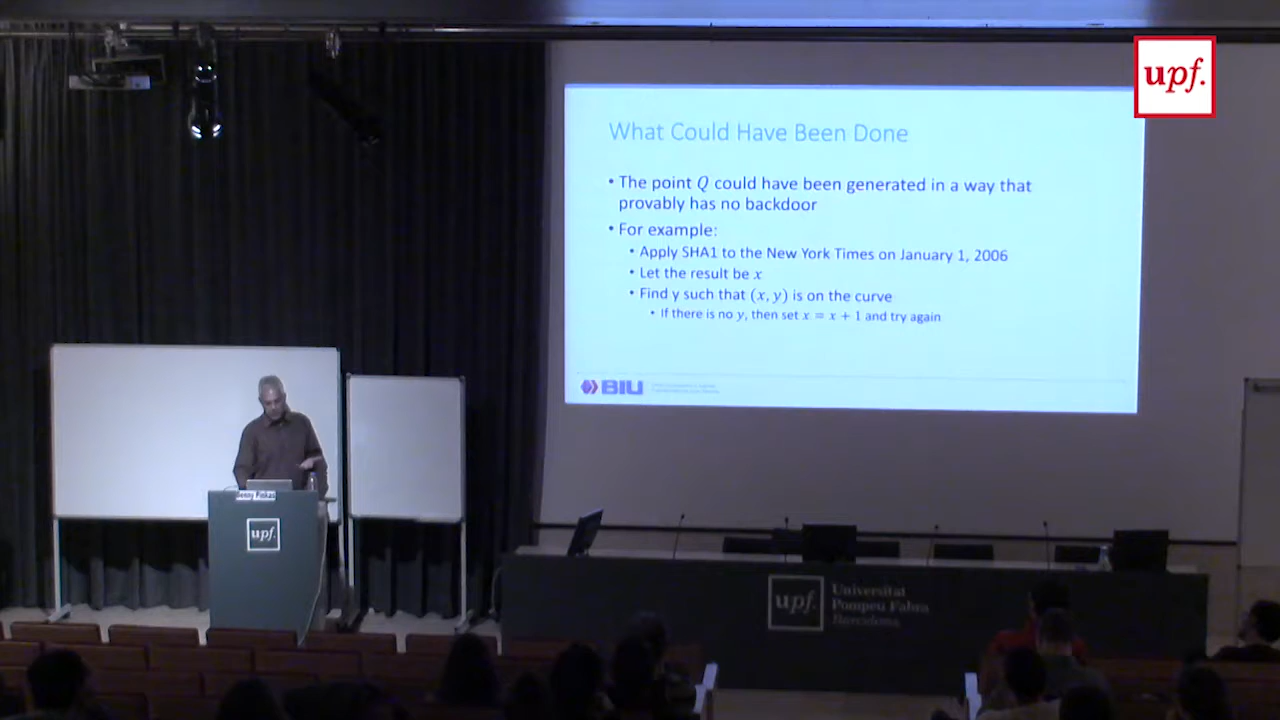 upf.
What Could Have Been Done
• The point Q could have been generated in a way that
provably has no backdoor
• For example:
• Apply SHA1 to the New York Times on January 1, 2006
• Let the result be x
• Find y such that (x, y) is on the curve
• If there is no y, then set x = x + 1 and try again
BIU
Benny Pinkas
upf.
upf.
Universitat
Pompeu Fabra
Barcelona